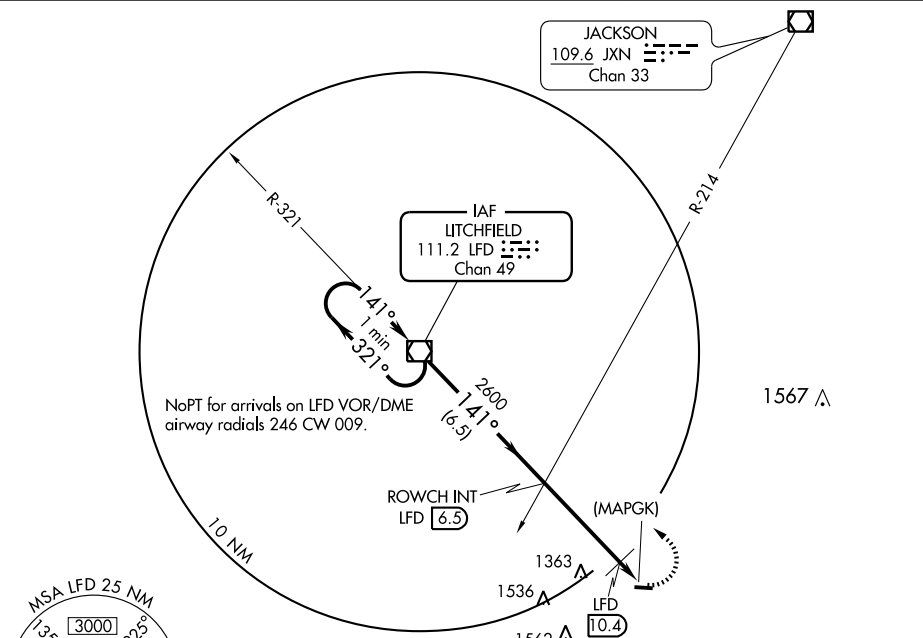 JACKSON
109.6 JXN
Chan 33
R-214
R-321
IAF
LITCHFIELD
111.2 LFD
Chan 49
141°
1 min
321°
2600
141°
(6.5)
NoPT for arrivals on LFD VOR/DME
airway radials 246 CW 009.
1567
ROWCH INT
LFD 6.5
(MAPGK)
10 NM
1363
1536
LFD
10.4
MSA LFD 25 NM
3000